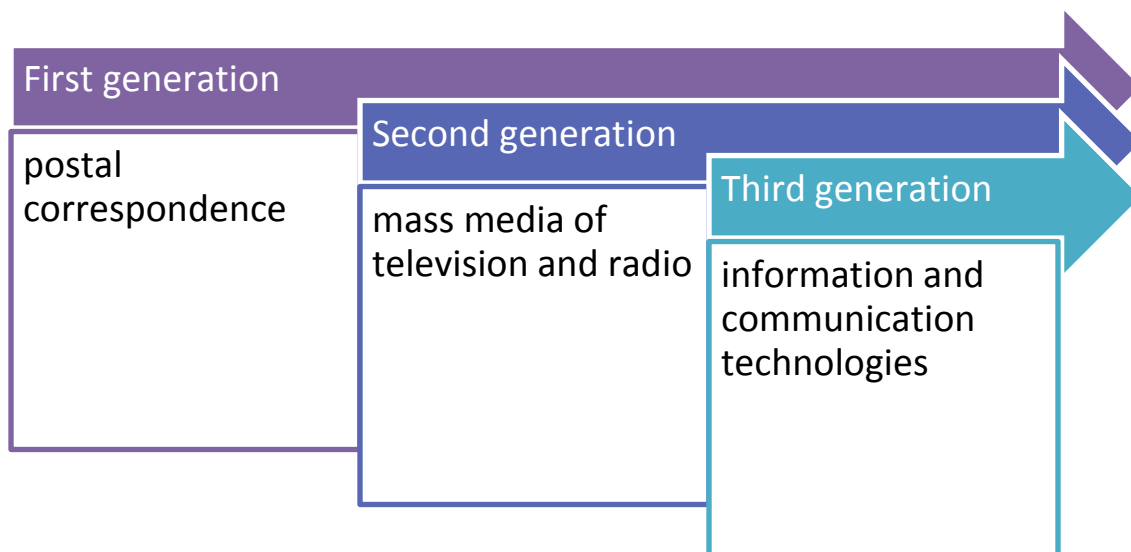 First generation
postal
correspondence
Second generation
mass media of
television and radio
Third generation
information and
communication
technologies